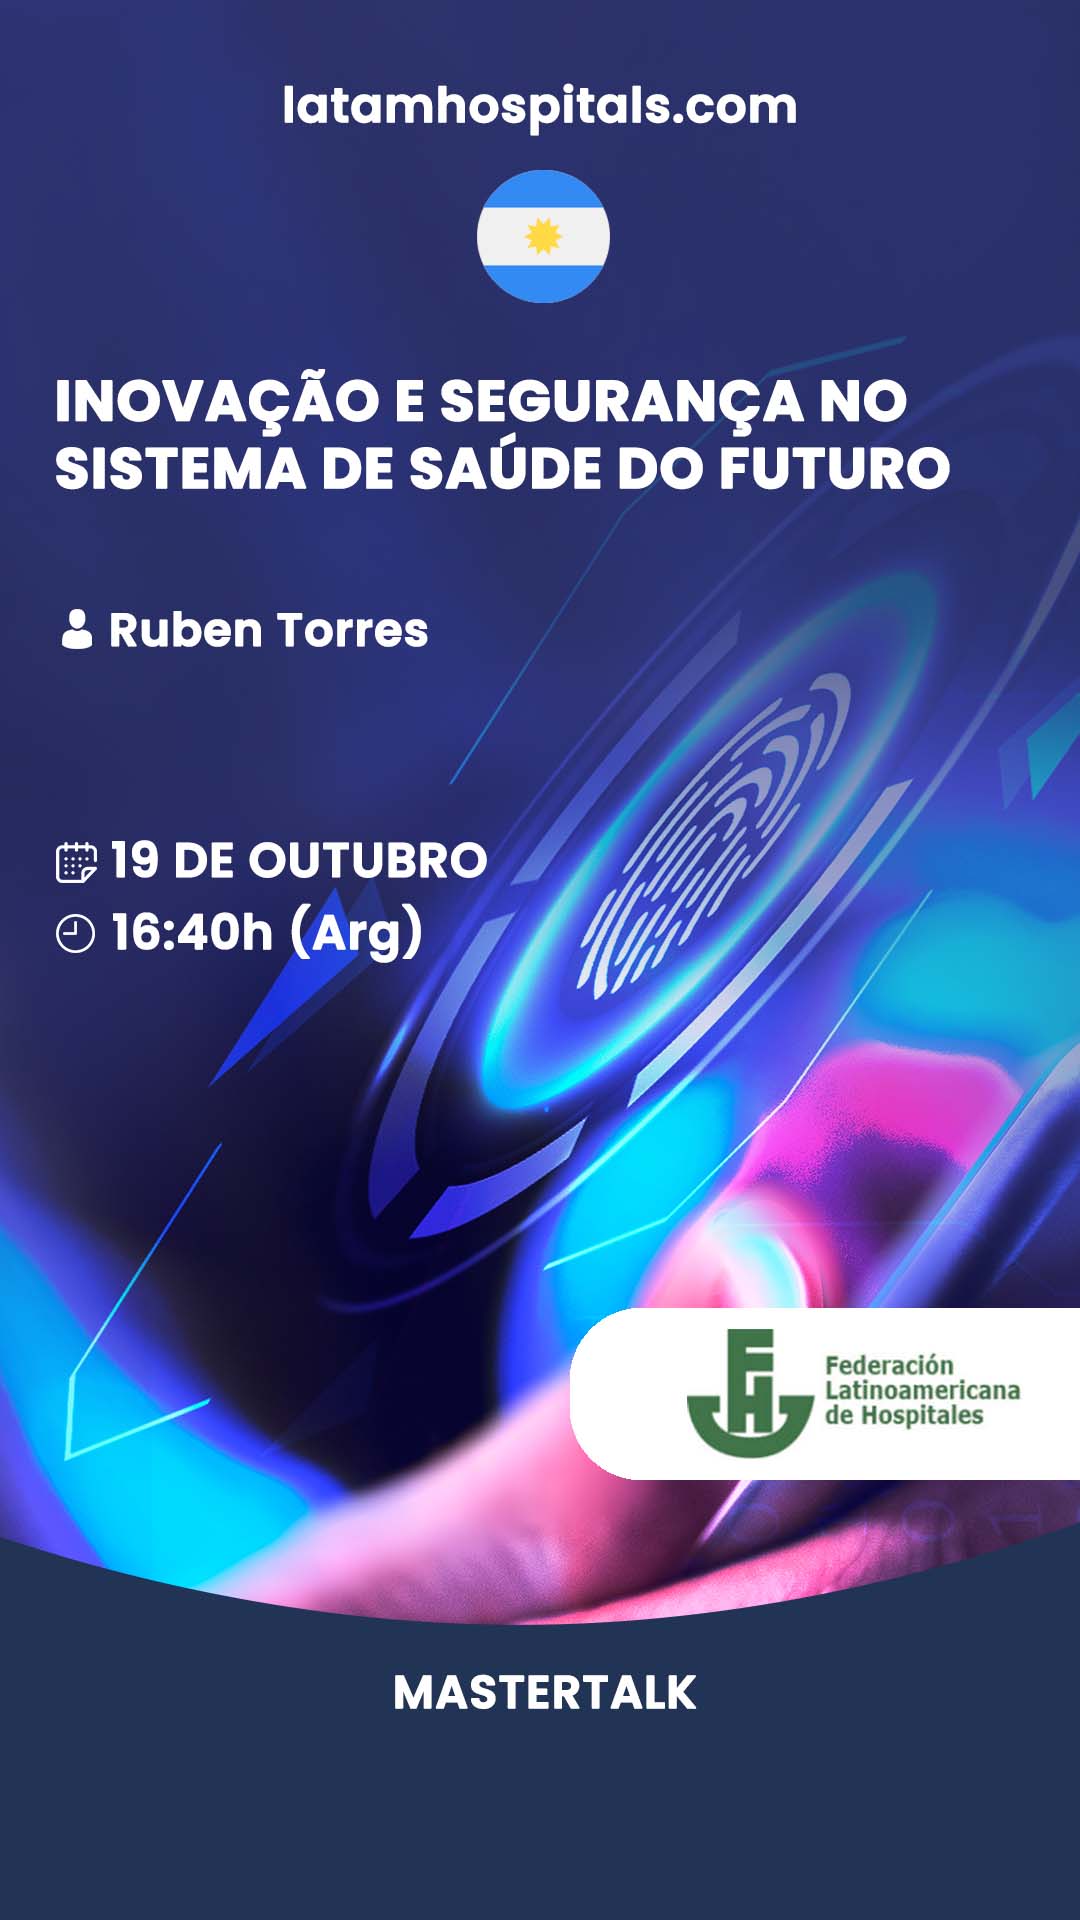 latamhospitals.com
INOVAÇÃO E SEGURANÇA NO
SISTEMA DE SAÚDE DO FUTURO
Ruben Torres
19 DE OUTUBRO
16:40h (Arg)
Federación
Latinoamericana
de Hospitales
MASTERTALK